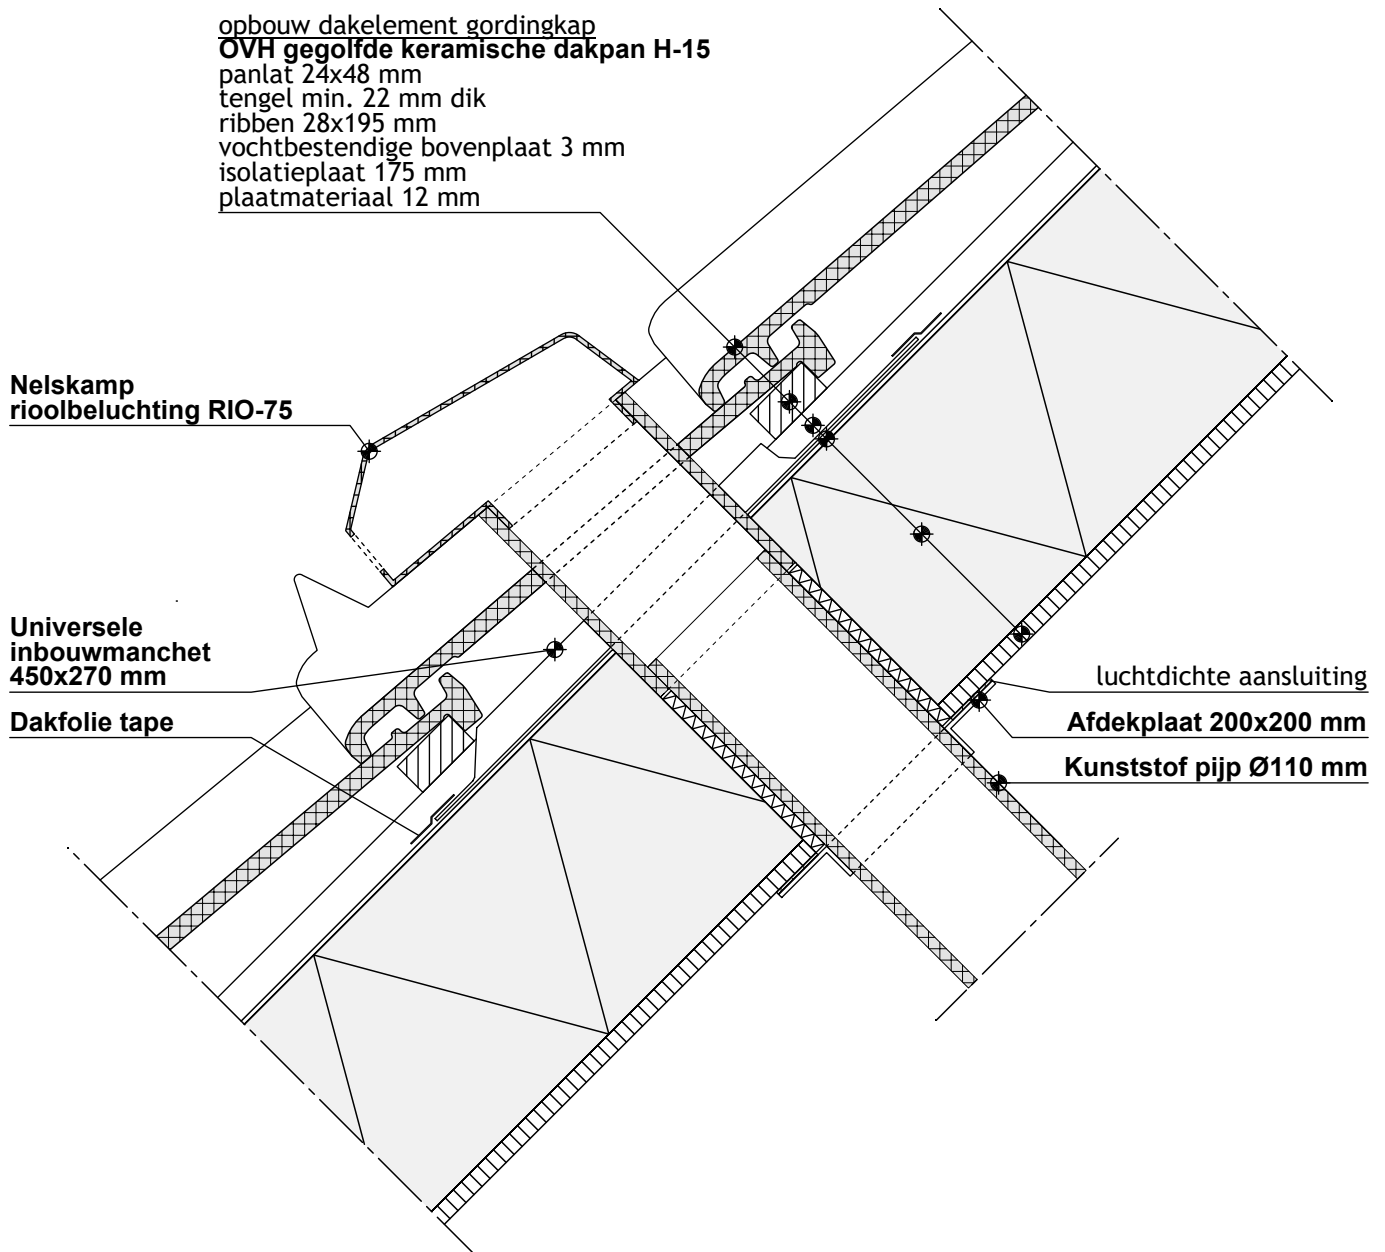 opbouw dakelement gordingkap
OVH gegolfde keramische dakpan H-15
panlat 24x48 mm
tengel min. 22 mm dik
ribben 28x195 mm
vochtbestendige bovenplaat 3 mm
isolatieplaat 175 mm
plaatmateriaal 12 mm
Nelskamp
rioolbeluchting RIO-75
Universele
inbouwmanchet
450x270 mm
Dakfolie tape
luchtdichte aansluiting
Afdekplaat 200x200 mm
Kunststof pijp Ø110 mm